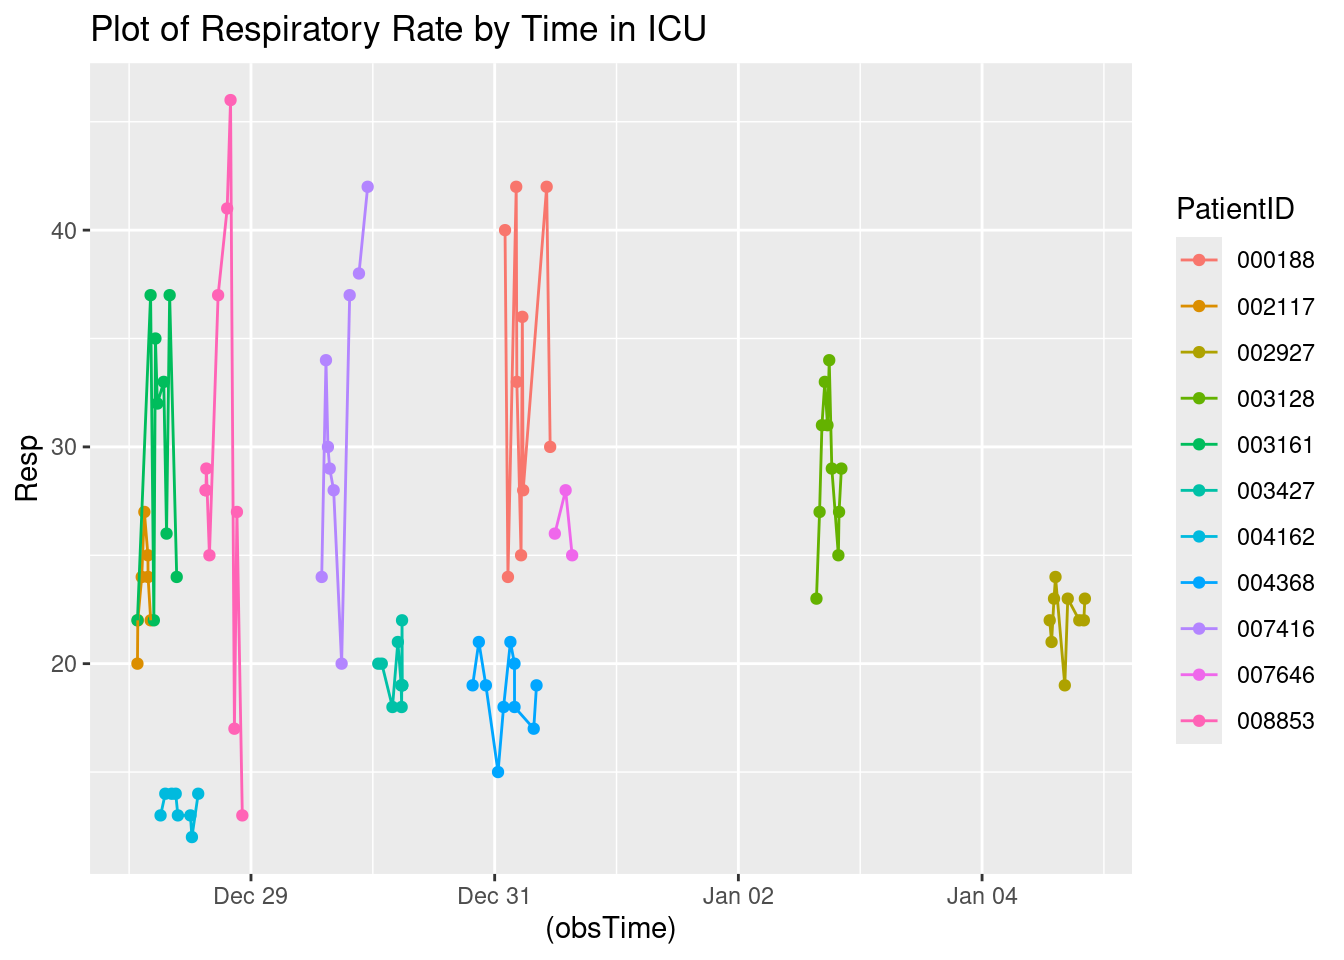 Plot of Respiratory Rate by Time in ICU
40
30
20
Resp
Dec 29
Dec 31
Jan 02
Jan 04
(obsTime)
PatientID
000188
002117
002927
003128
003161
003427
004162
004368
007416
007646
008853